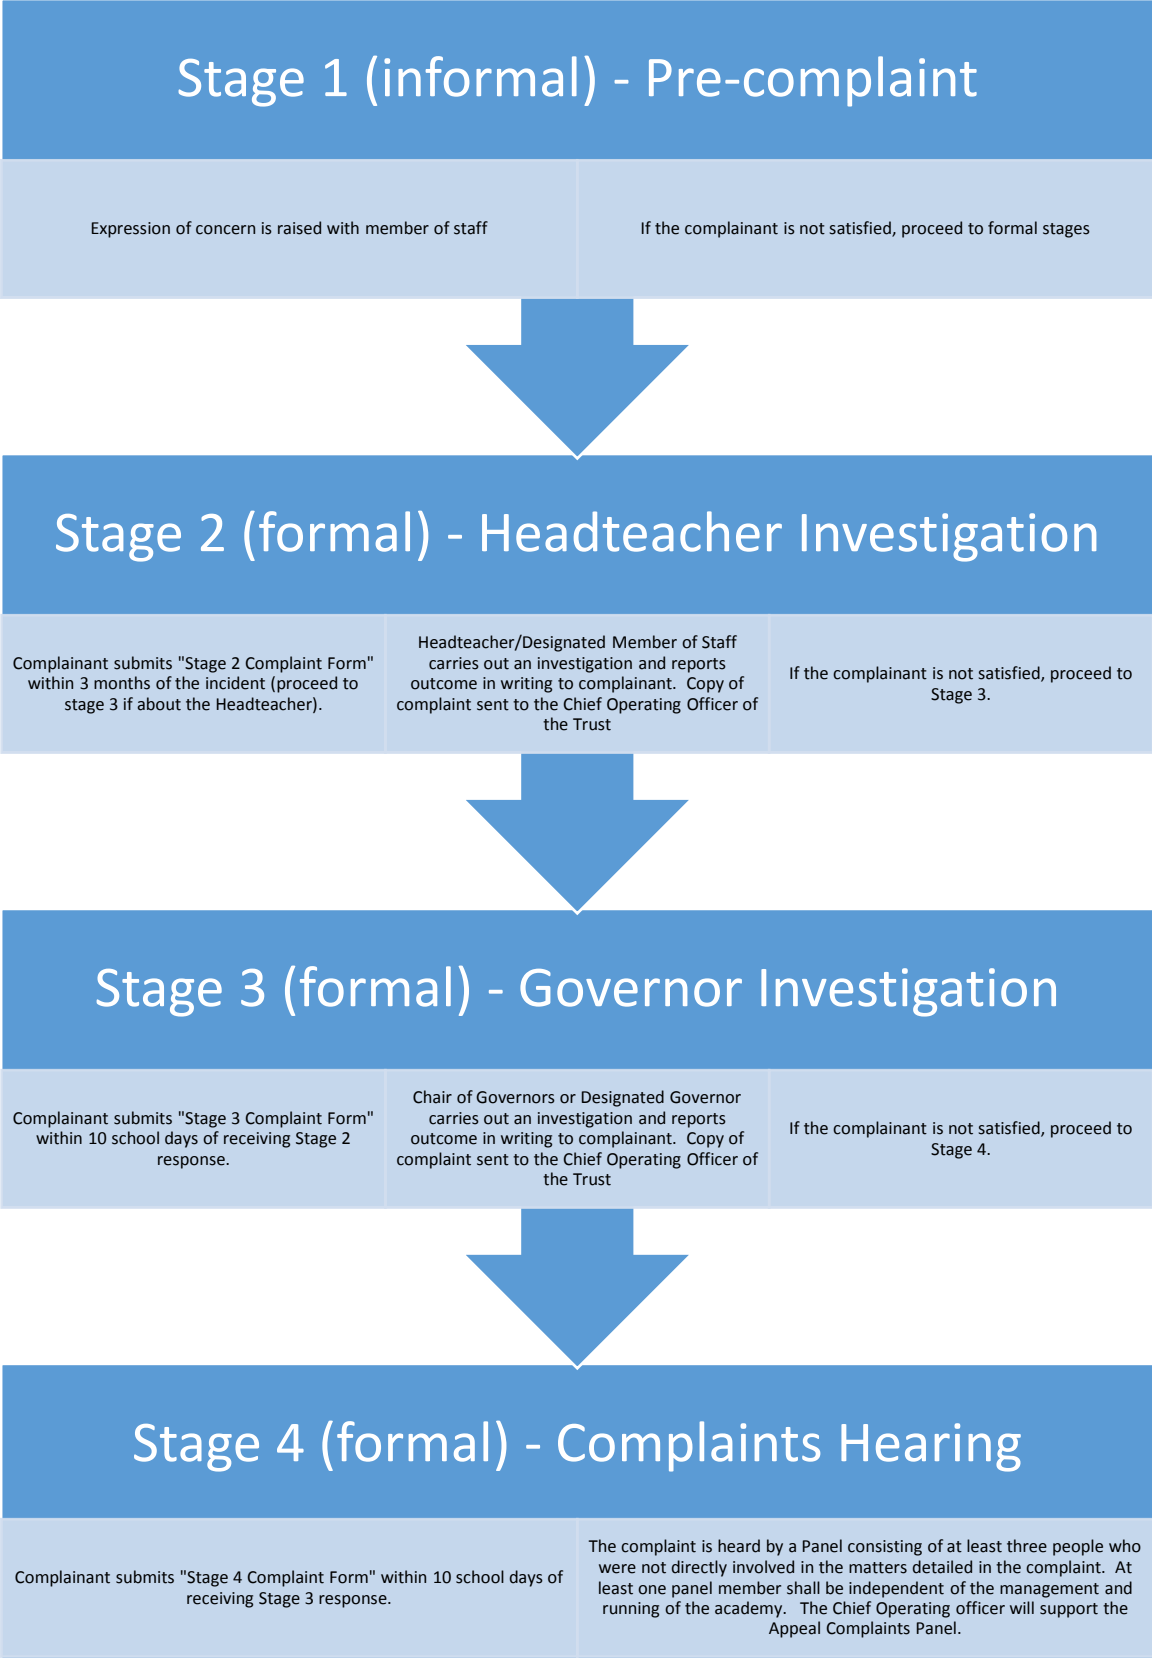 Stage 1 (informal) - Pre-complaint
Expression of concern is raised with member of staff
If the complainant is not satisfied, proceed to formal stages
Stage 2 (formal) - Headteacher Investigation
Complainant submits "Stage 2 Complaint Form"
within 3 months of the incident (proceed to
stage 3 if about the Headteacher).
Headteacher/Designated Member of Staff
carries out an investigation and reports
outcome in writing to complainant.  Copy of
complaint sent to the Chief Operating Officer of
the Trust
If the complainant is not satisfied, proceed to
Stage 3.
Stage 3 (formal) - Governor Investigation
Complainant submits "Stage 3 Complaint Form"
within 10 school days of receiving Stage 2
response.
Chair of Governors or Designated Governor
carries out an investigation and reports
outcome in writing to complainant.  Copy of
complaint sent to the Chief Operating Officer of
the Trust
If the complainant is not satisfied, proceed to
Stage 4.
Stage 4 (formal) - Complaints Hearing
Complainant submits "Stage 4 Complaint Form" within 10 school days of
receiving Stage 3 response.
The complaint is heard by a Panel consisting of at least three people who
were not directly involved in the matters detailed in the complaint.  At
least one panel member shall be independent of the management and
running of the academy.   The Chief Operating officer will support the
Appeal Complaints Panel.